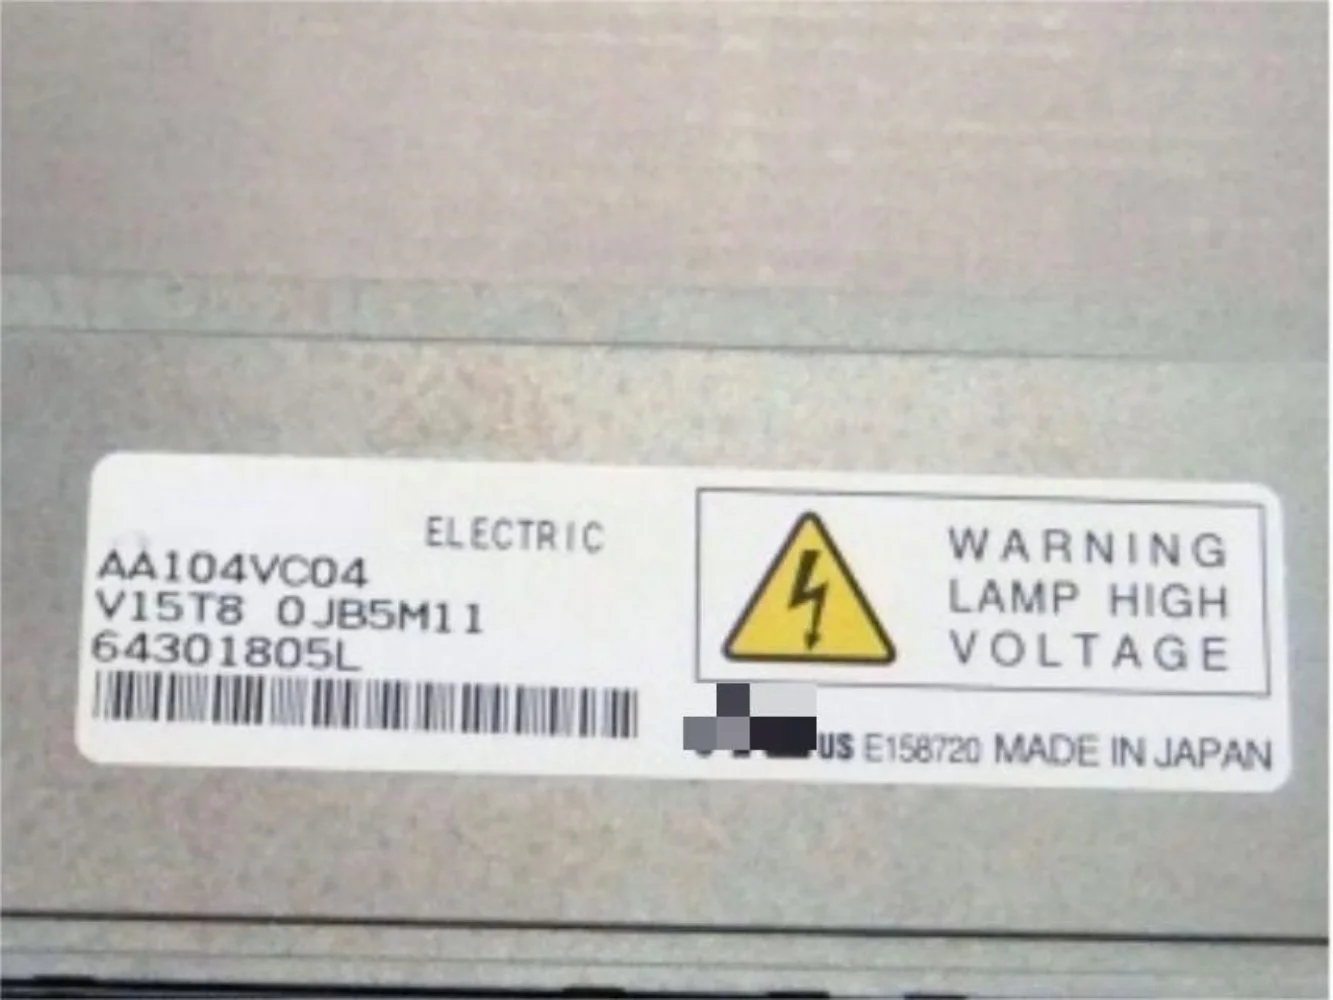 ELECTRIC
AA104VC04
V15T8 0JB5M11
64301805L
WARNING
LAMP HIGH
VOLTAGE
US E158720 MADE IN JAPAN